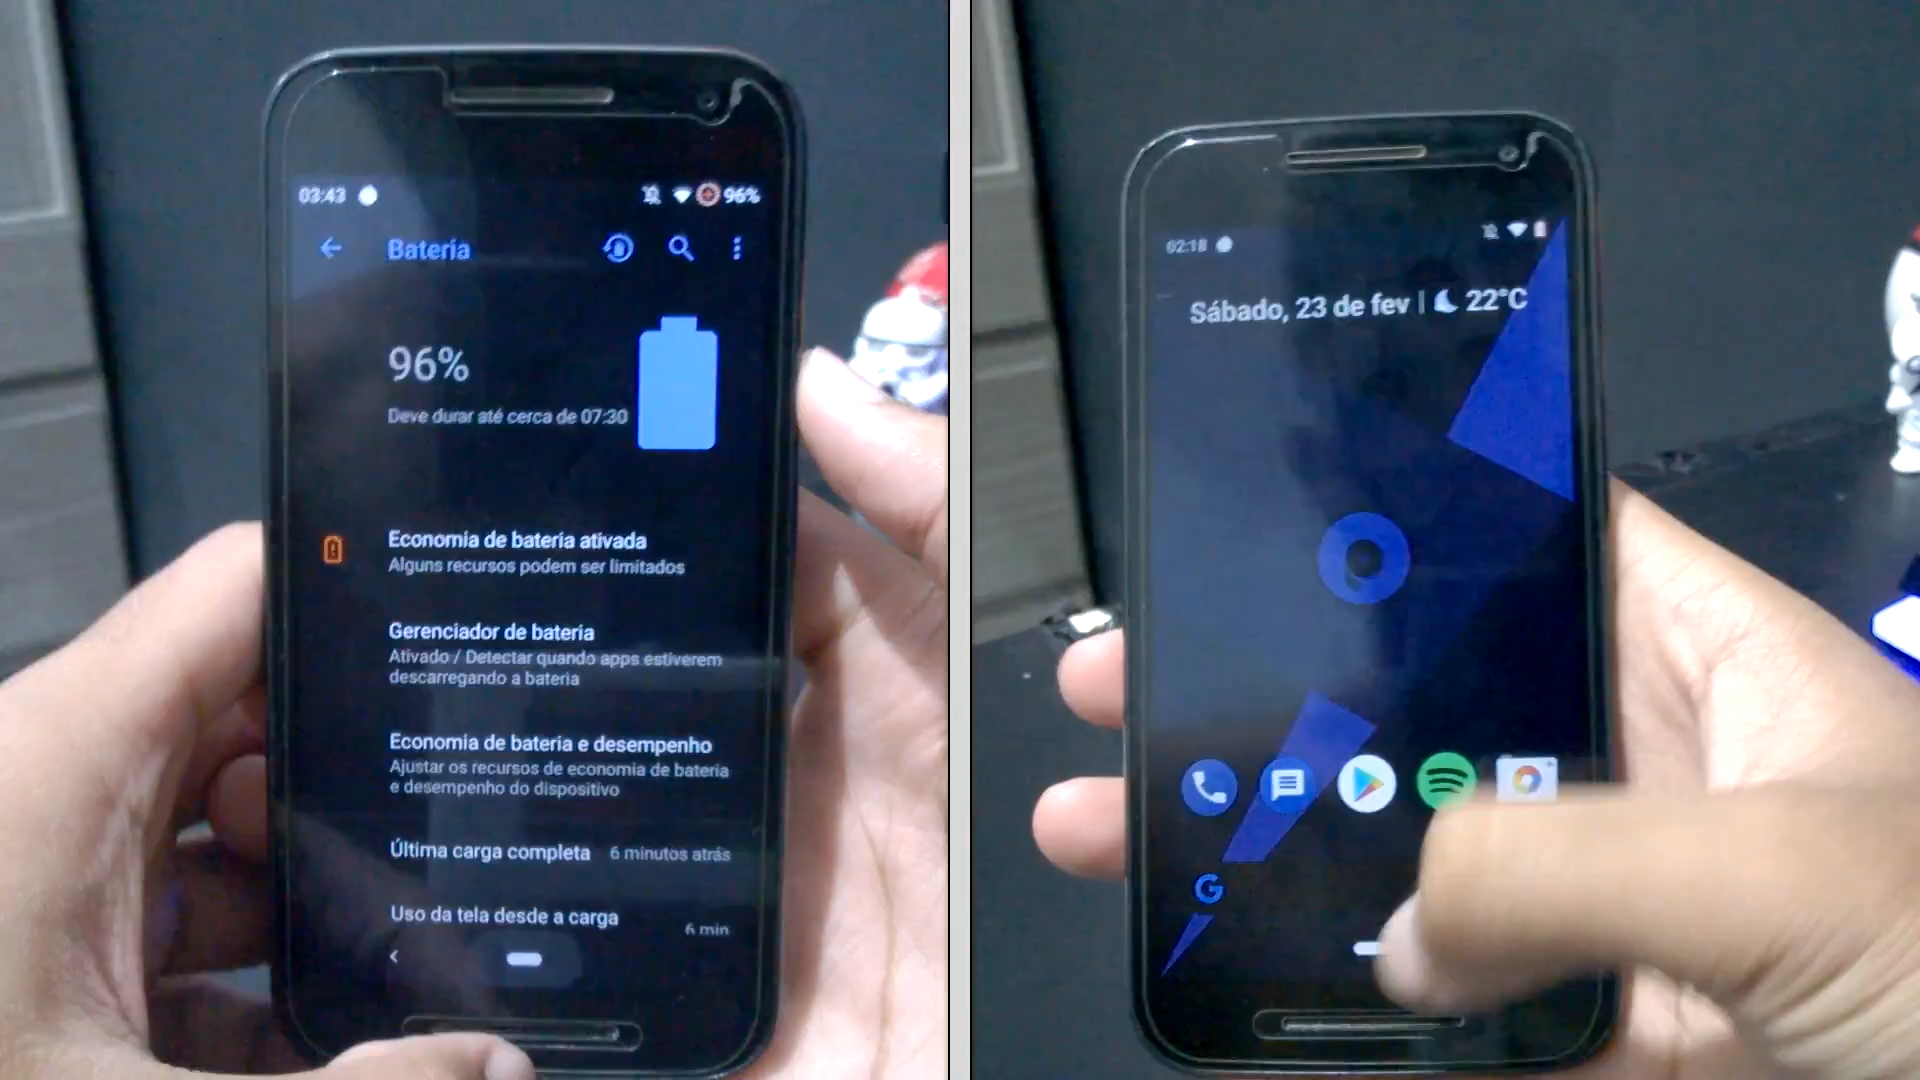 03:43
96%
Bateria
96%
Deve durar até cerca de 07:30
Economia de bateria ativada
Alguns recursos podem ser limitados
Gerenciador de bateria
Ativado / Detectar quando apps estiverem
descarregando a bateria
Economia de bateria e desempenho
Ajustar os recursos de economia de bateria
e desempenho do dispositivo
Última carga completa 6 minutos atrás
Uso da tela desde a carga
6 min
02:18
Sábado, 23 de fev | 22°C
G